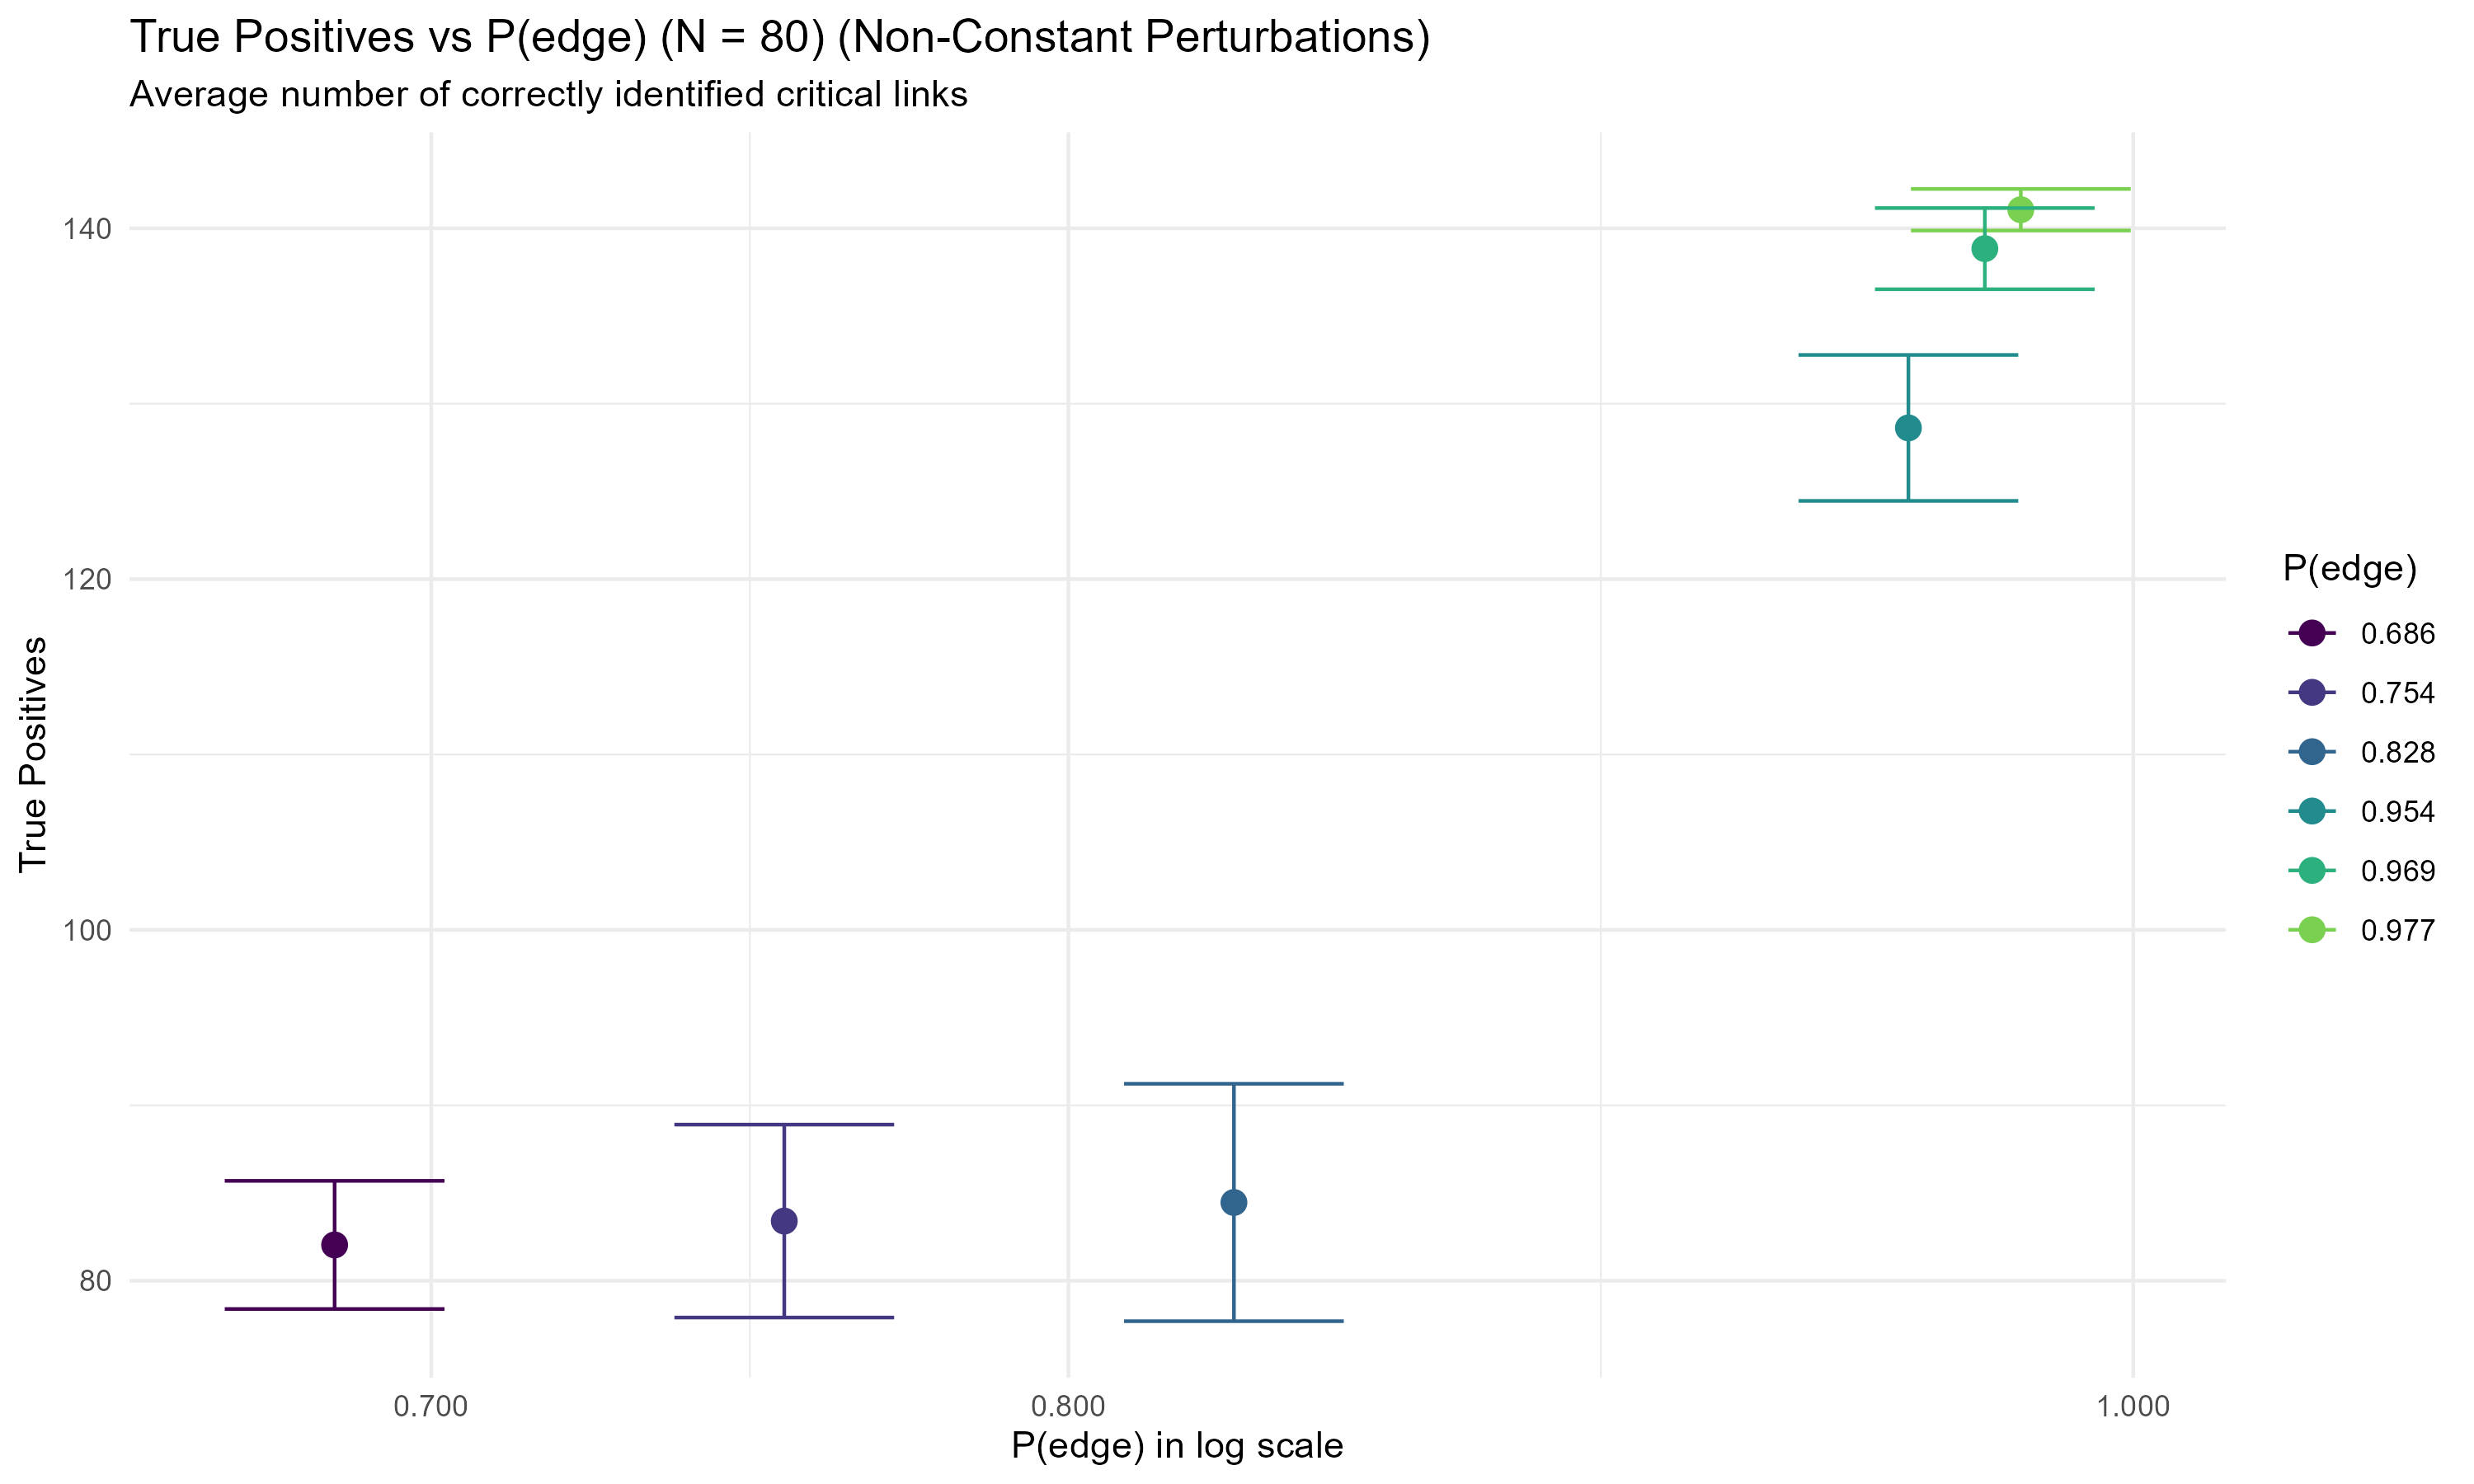 True Positives vs P(edge) (N = 80) (Non-Constant Perturbations)
Average number of correctly identified critical links
True Positives
140
120
100
80
0.700
0.800
1.000
P(edge) in log scale
P(edge)
0.686
0.754
0.828
0.954
0.969
0.977